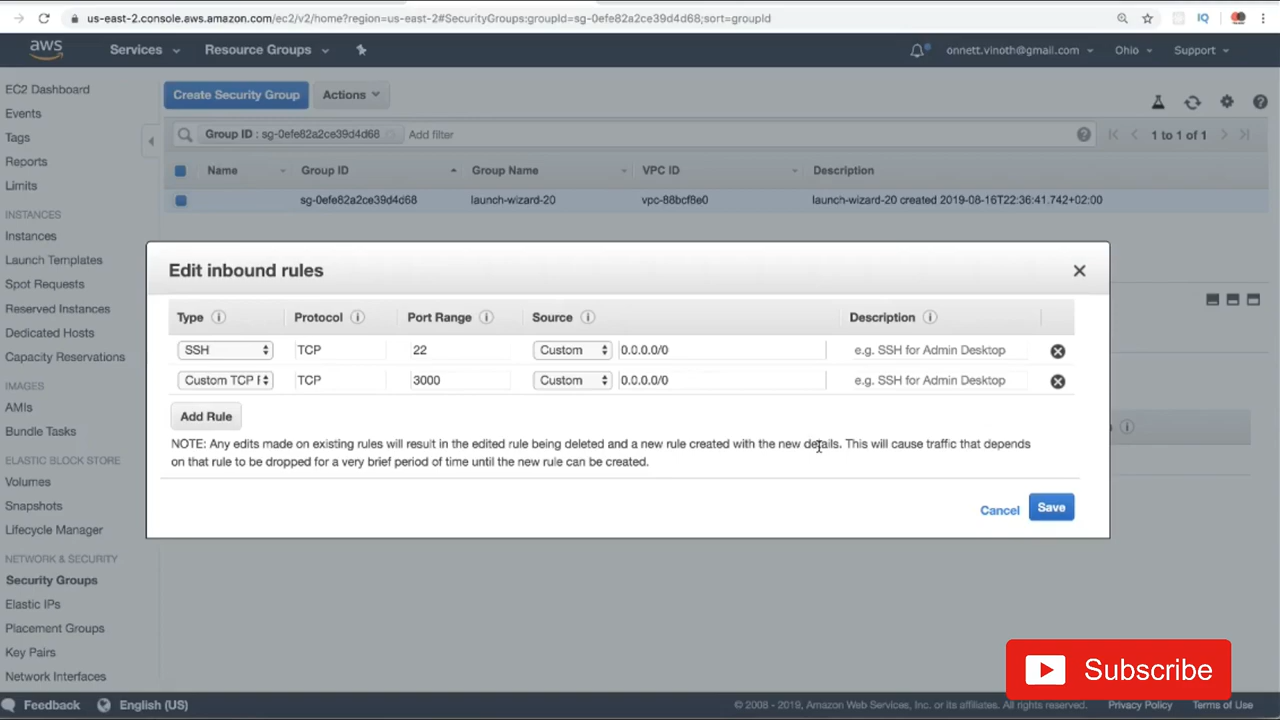 us-east-2.console.aws.amazon.com/ec2/v2/home?region=us-east-2#SecurityGroups:groupId=sg-0efe82a2ce39d4d68;sort=groupId
IQ
aws Services Resource Groups onnett.vinoth@gmail.com Ohio Support
EC2 Dashboard
Events
Tags
Reports
Limits
INSTANCES
Instances
Launch Templates
Spot Requests
Reserved Instances
Dedicated Hosts
Capacity Reservations
IMAGES
AMIs
Bundle Tasks
ELASTIC BLOCK STORE
Volumes
Snapshots
Lifecycle Manager
NETWORK & SECURITY
Security Groups
Elastic IPs
Placement Groups
Key Pairs
Network Interfaces
Create Security Group Actions
Group ID : sg-0efe82a2ce39d4d68 Add filter 1 to 1 of 1
Name Group ID Group Name VPC ID Description
sg-0efe82a2ce39d4d68 launch-wizard-20 vpc-88bcf8e0 launch-wizard-20 created 2019-08-16T22:36:41.742+02:00
Edit inbound rules
Type Protocol Port Range Source Description
SSH TCP 22 Custom 0.0.0.0/0 e.g. SSH for Admin Desktop
Custom TCP TCP 3000 Custom 0.0.0.0/0 e.g. SSH for Admin Desktop
Add Rule
NOTE: Any edits made on existing rules will result in the edited rule being deleted and a new rule created with the new details. This will cause traffic that depends
on that rule to be dropped for a very brief period of time until the new rule can be created.
Cancel Save
Subscribe
Feedback English (US) © 2008 - 2019, Amazon Web Services, Inc. or its affiliates. All rights reserved. Privacy Policy Terms of Use